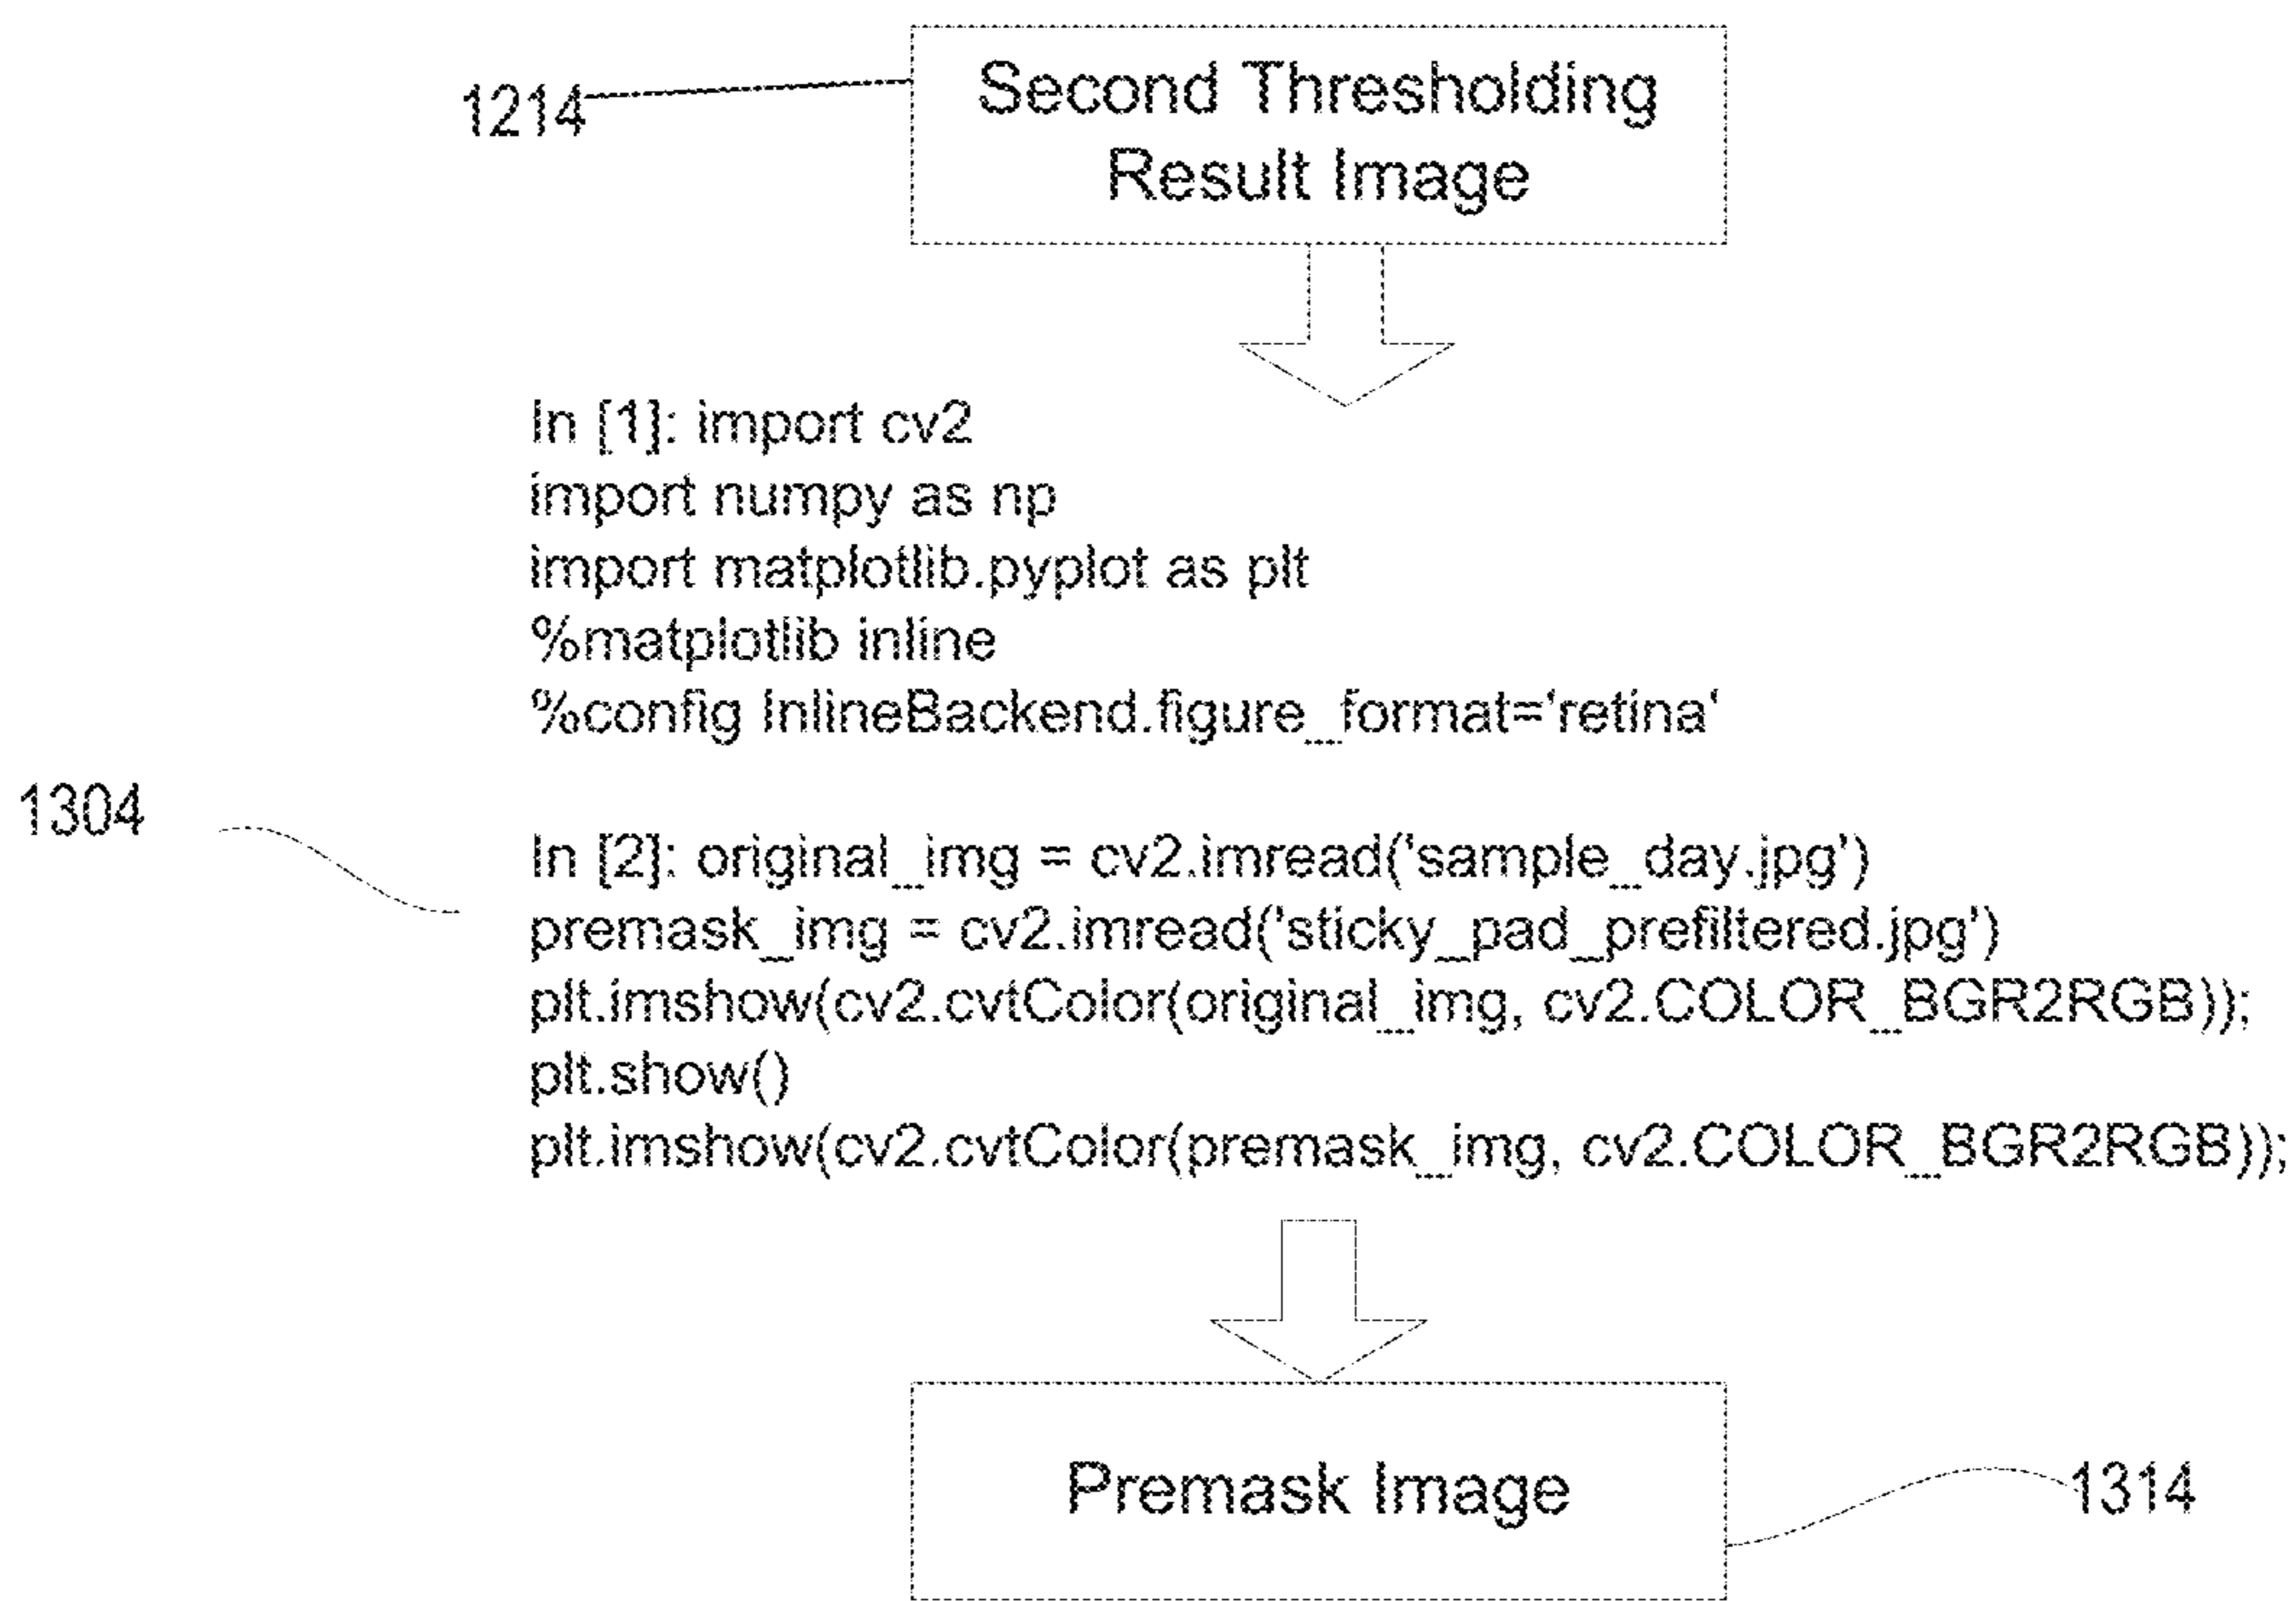 1214
Second Thresholding
Result Image
In [1]: import cv2
import numpy as np
import matplotlib.pyplot as plt
%matplotlib inline
%config InlineBackend.figure_format='retina'
1304
In [2]: original_img = cv2.imread('sample_day.jpg')
premask_img = cv2.imread('sticky_pad_prefiltered.jpg')
plt.imshow(cv2.cvtColor(original_img, cv2.COLOR_BGR2RGB));
plt.show()
plt.imshow(cv2.cvtColor(premask_img, cv2.COLOR_BGR2RGB));
Premask Image
1314